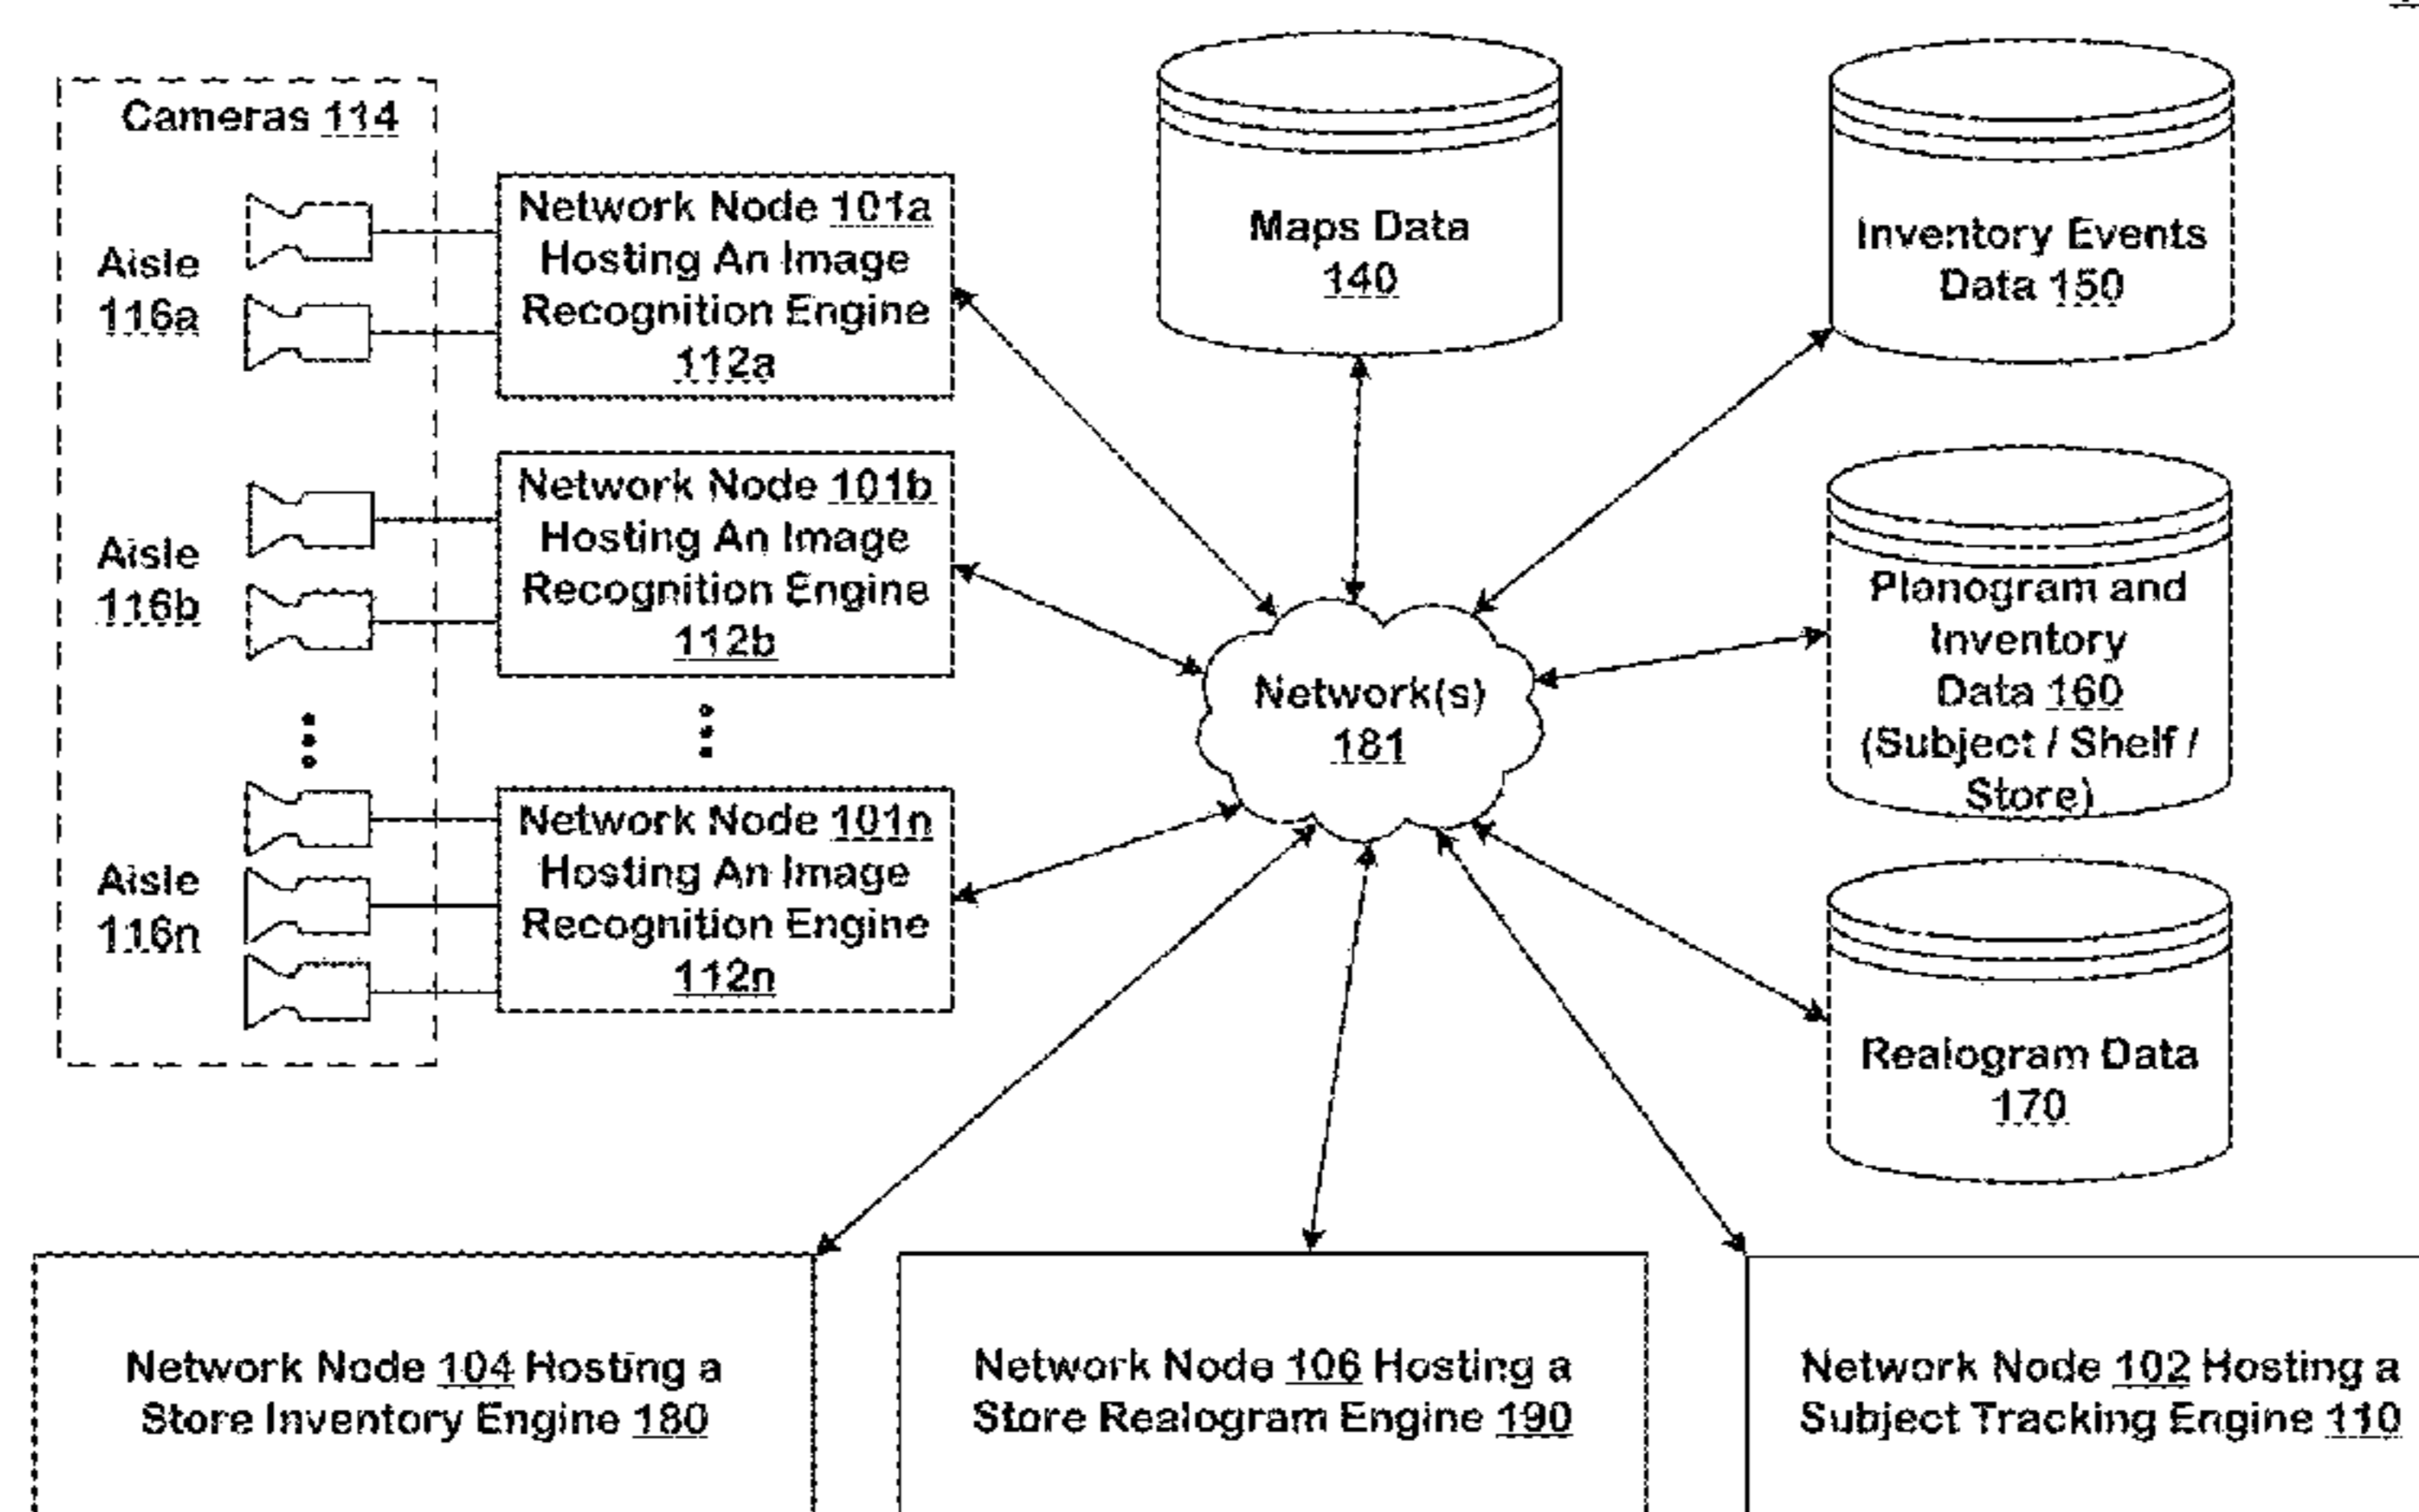 Cameras 114
Aisle
116a
Network Node 101a
Hosting An Image
Recognition Engine
112a
Maps Data
140
Inventory Events
Data 150
Aisle
116b
Network Node 101b
Hosting An Image
Recognition Engine
112b
Planogram and
Inventory
Data 160
(Subject / Shelf /
Store)
Network(s)
181
Aisle
116n
Network Node 101n
Hosting An Image
Recognition Engine
112n
Realogram Data
170
Network Node 104 Hosting a
Store Inventory Engine 180
Network Node 106 Hosting a
Store Realogram Engine 190
Network Node 102 Hosting a
Subject Tracking Engine 110